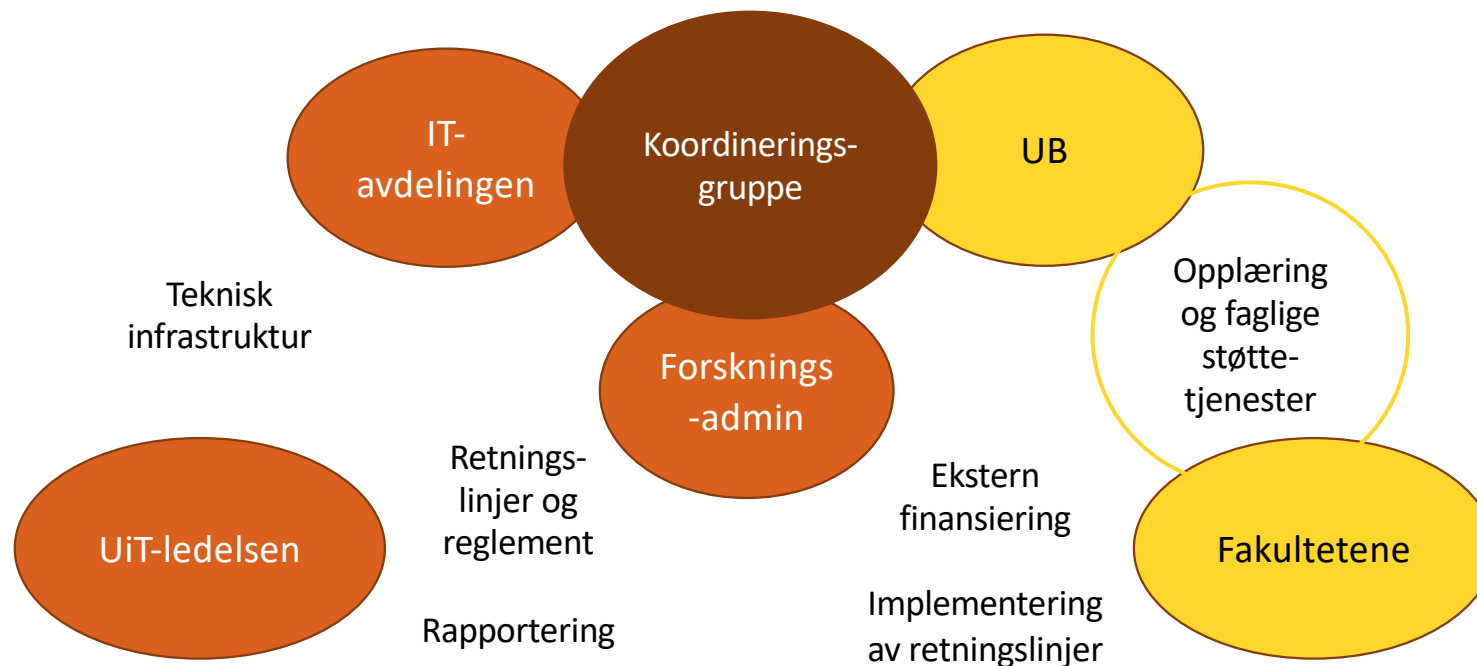 IT-
avdelingen
Koordinerings-
gruppe
UB
Teknisk
infrastruktur
Opplæring
og faglige
støtte-
tjenester
Forsknings
-admin
Retnings-
linjer og
reglement
Ekstern
finansiering
UiT-ledelsen
Fakultetene
Rapportering
Implementering
av retningslinjer